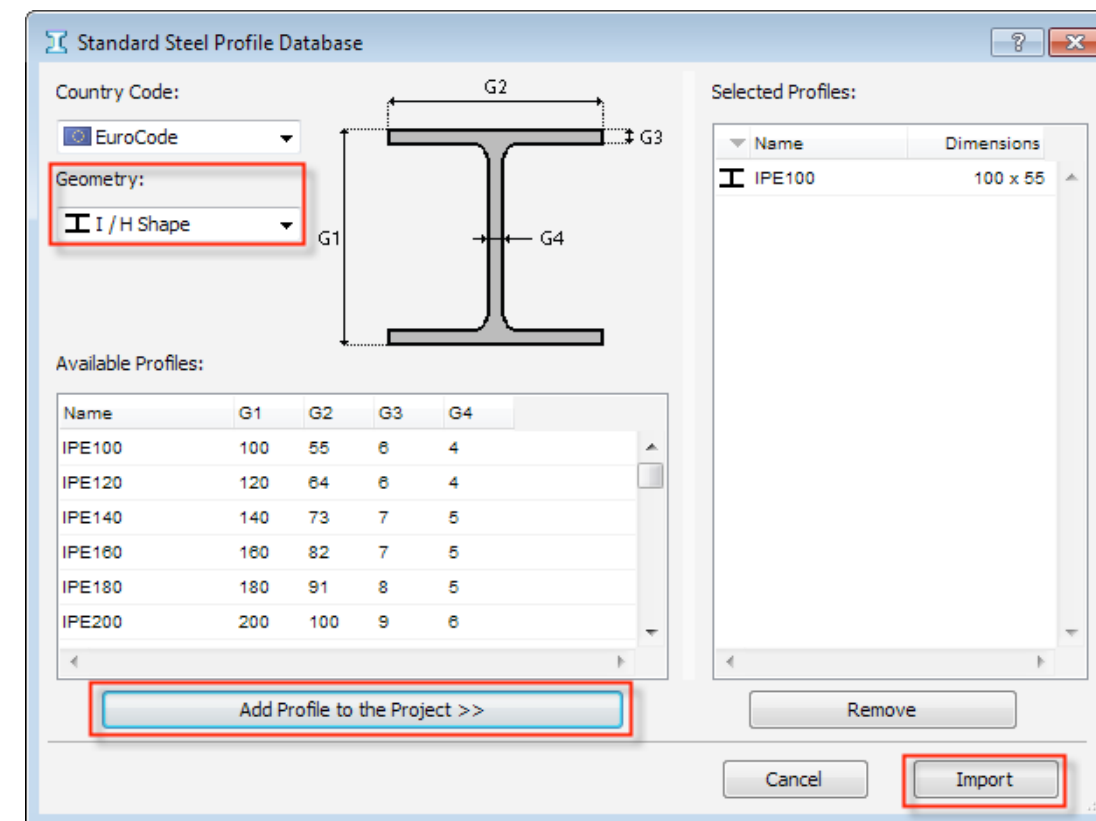 Standard Steel Profile Database
?
Country Code:
EuroCode
Geometry:
I / H Shape
G2
G3
G1
G4
Selected Profiles:
Name Dimensions
IPE100 100 x 55
Available Profiles:
Name G1 G2 G3 G4
IPE100 100 55 6 4
IPE120 120 64 6 4
IPE140 140 73 7 5
IPE160 160 82 7 5
IPE180 180 91 8 5
IPE200 200 100 9 6
Add Profile to the Project >>
Remove
Cancel
Import